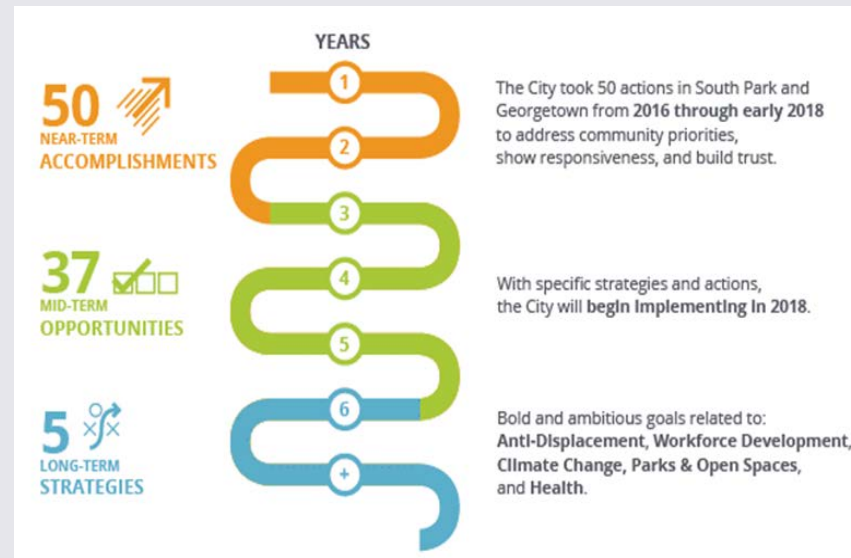 YEARS
50
NEAR-TERM
ACCOMPLISHMENTS
1
2
The City took 50 actions in South Park and
Georgetown from 2016 through early 2018
to address community priorities,
show responsiveness, and build trust.
37
MID-TERM
OPPORTUNITIES
3
4
5
With specific strategies and actions,
the City will begin implementing in 2018.
5
LONG-TERM
STRATEGIES
6
+
Bold and ambitious goals related to:
Anti-Displacement, Workforce Development,
Climate Change, Parks & Open Spaces,
and Health.